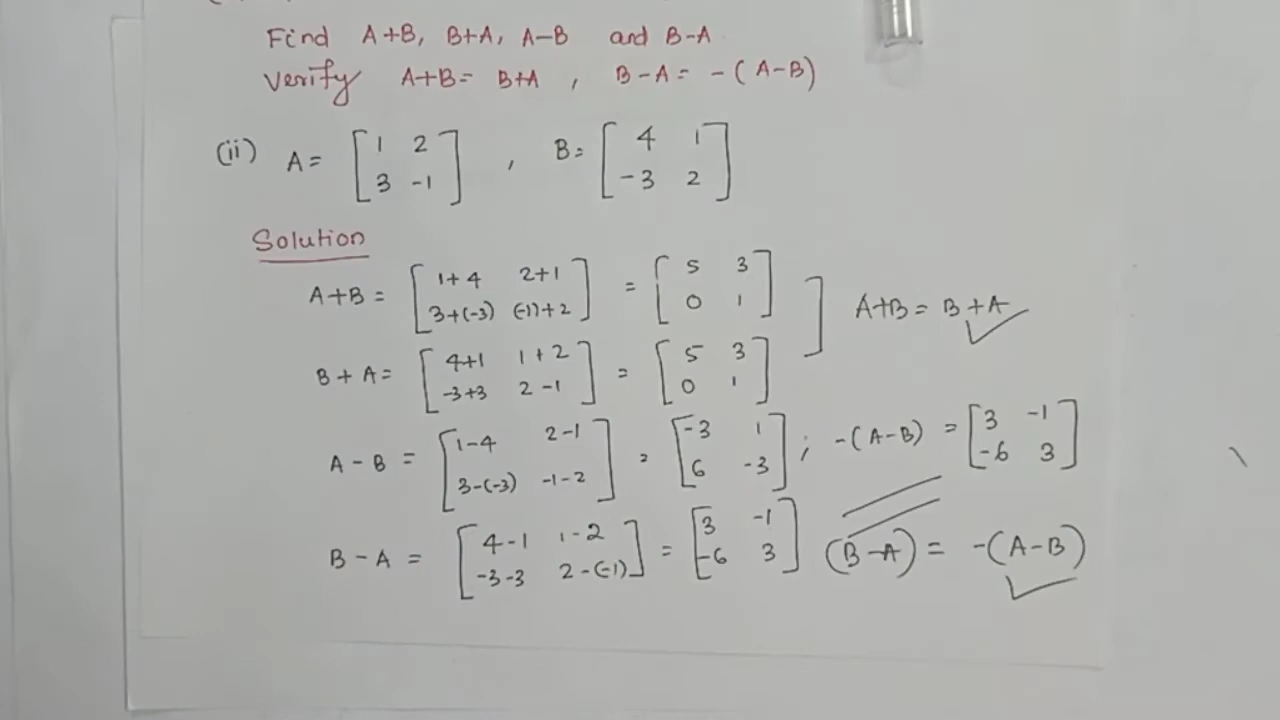 Find A+B, B+A, A-B and B-A
Verify A+B= B+A , B-A = -(A-B)
(ii) A= [1 2
3 -1] , B= [4 1
-3 2]
Solution
A+B = [1+4 2+1
3+(-3) (-1)+2] = [5 3
0 1]
A+B = B+A ✓
B+A = [4+1 1+2
-3+3 2-1] = [5 3
0 1]
A-B = [1-4 2-1
3-(-3) -1-2] = [-3 1
6 -3] ; -(A-B) = [3 -1
-6 3]
B-A = [4-1 1-2
-3-3 2-(-1)] = [3 -1
-6 3] (B-A) = -(A-B) ✓